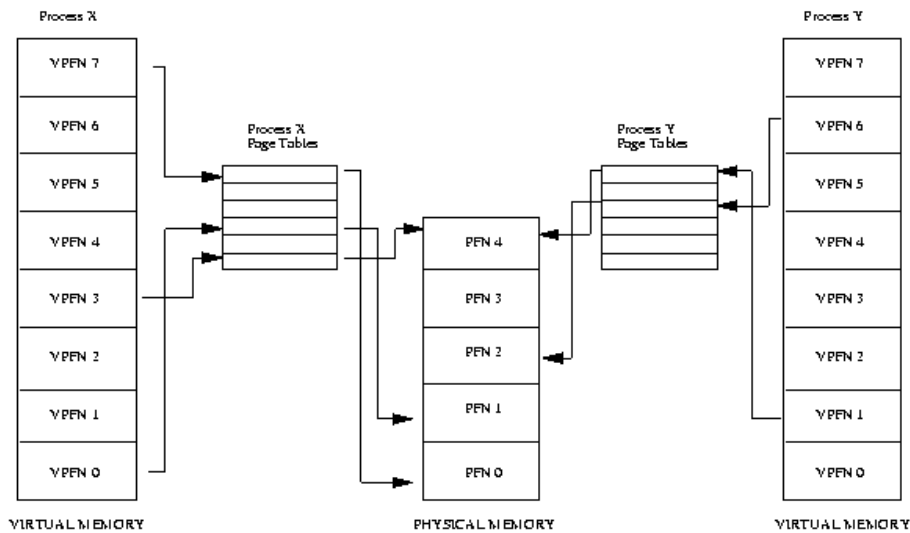 Process X
Process Y
VPFN 7
VPFN 6
VPFN 5
VPFN 4
VPFN 3
VPFN 2
VPFN 1
VPFN 0
VIRTUAL MEMORY
Process X
Page Tables
PFN 4
PFN 3
PFN 2
PFN 1
PFN 0
PHYSICAL MEMORY
Process Y
Page Tables
VPFN 7
VPFN 6
VPFN 5
VPFN 4
VPFN 3
VPFN 2
VPFN 1
VPFN 0
VIRTUAL MEMORY